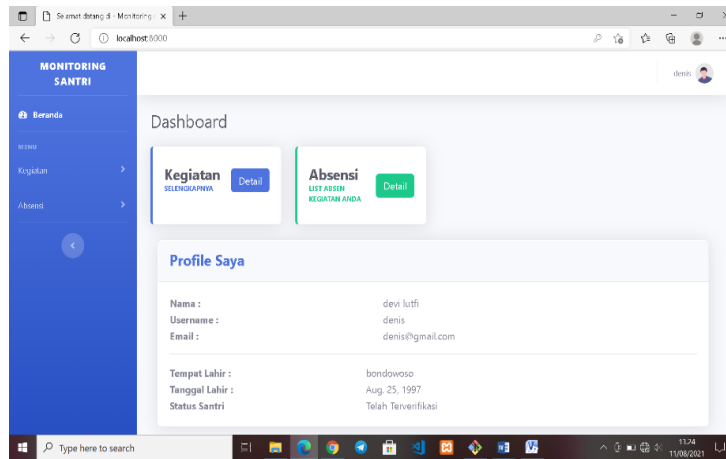 Selamat datang di - Monitoring
localhost:8000
MONITORING
SANTRI
denis
Beranda
Dashboard
MENU
Kegiatan
Absensi
Kegiatan
SELENGKAPNYA
Detail
Absensi
LIST ABSEN
KEGIATAN ANDA
Detail
Profile Saya
Nama : devi lutfi
Username : denis
Email : denis@gmail.com
Tempat Lahir : bondowoso
Tanggal Lahir : Aug. 25, 1997
Status Santri Telah Terverifikasi
Type here to search
13.24
11/08/2021